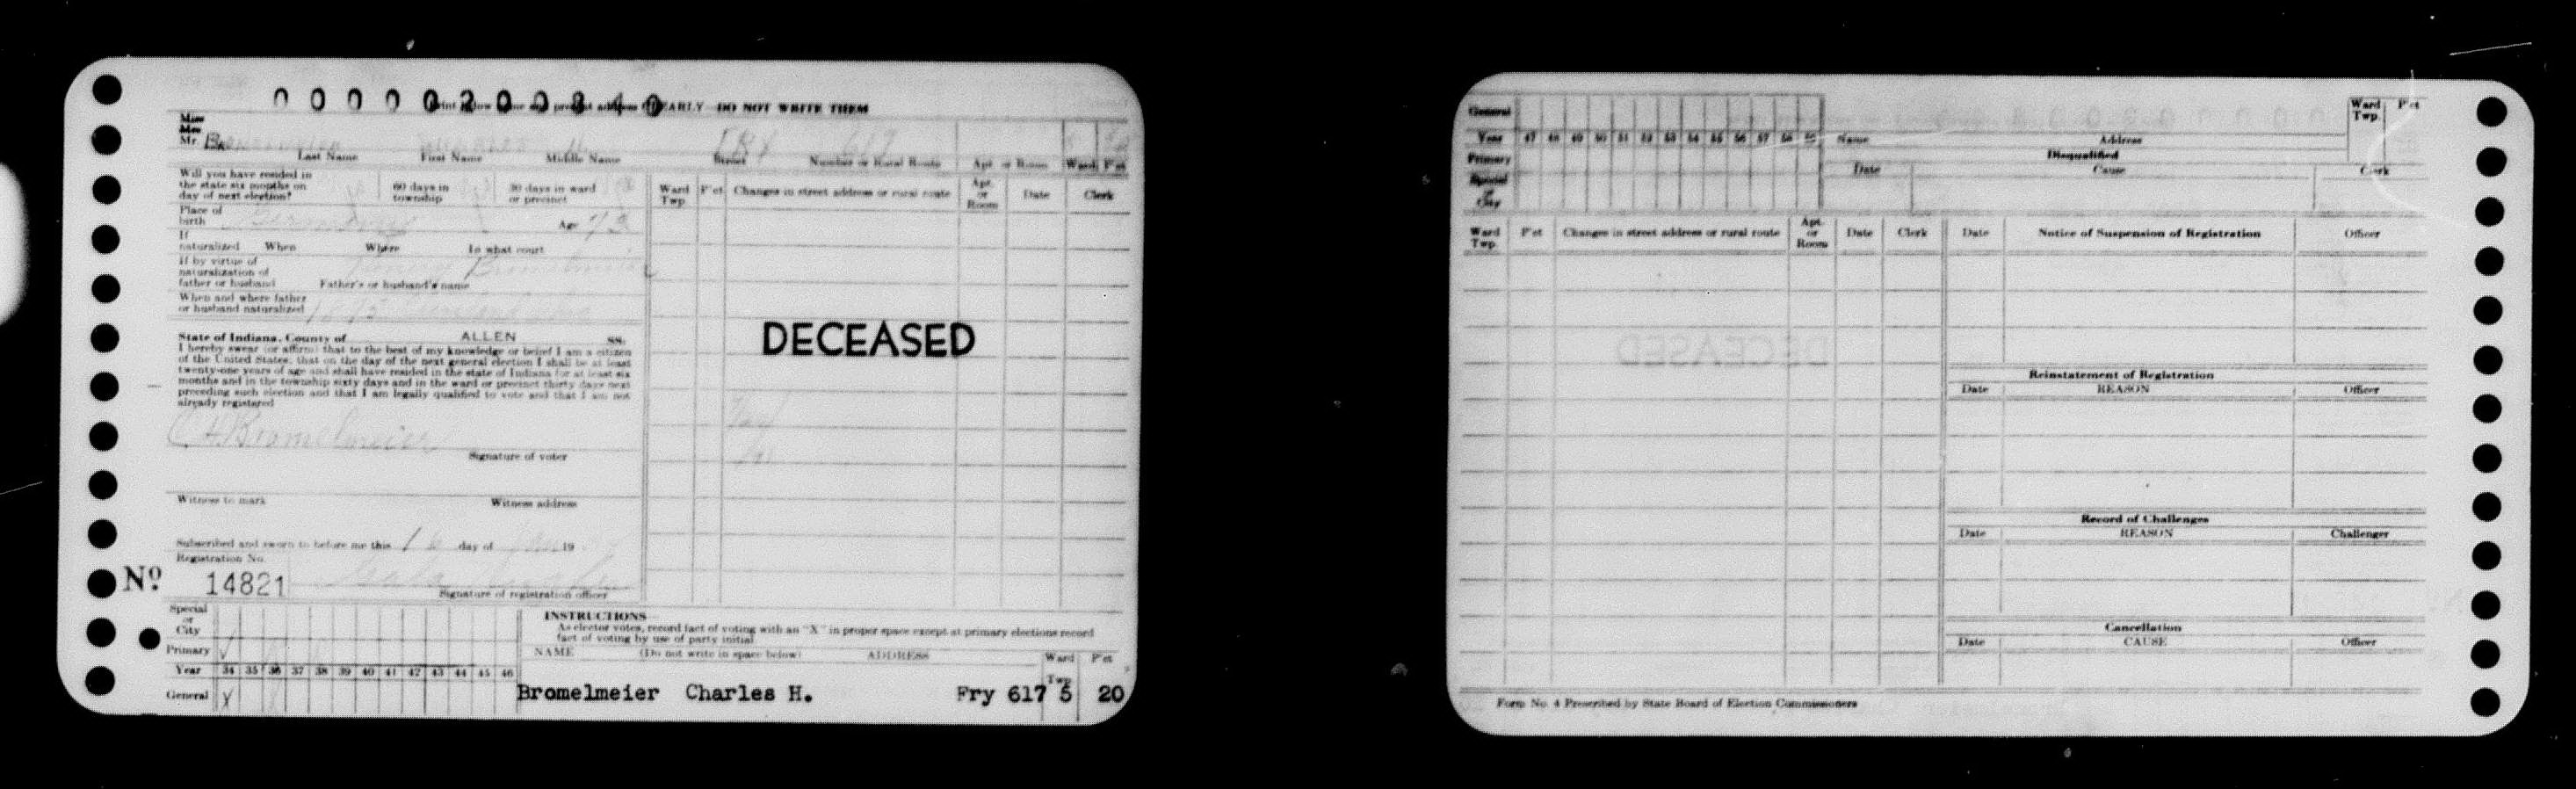 0 0 0 0 0 2 0 0 3 4 0
DO NOT WRITE THEM
Miss
Mrs
Mr.
Last Name First Name Middle Name Street Number or Rural Route Apt or Room Ward Pct
FRY 617
Will you have resided in the state six months on day of next election? 60 days in township 30 days in ward or precinct
Place of birth Age 73
If naturalized When Where In what court
If by virtue of naturalization of father or husband Father's or husband's name
When and where father or husband naturalized
State of Indiana, County of ALLEN ss.
I hereby swear (or affirm) that to the best of my knowledge or belief I am a citizen
of the United States, that on the day of the next general election I shall be at least
twenty-one years of age and shall have resided in the state of Indiana for at least six
months and in the township sixty days and in the ward or precinct thirty days next
preceding such election and that I am legally qualified to vote and that I am not
already registered
C H Bromelmeier
Signature of voter
Witness to mark Witness address
Subscribed and sworn to before me this 16 day of 19
Registration No.
Nº 14821
Signature of registration officer
Ward Twp. P'ct Changes in street address or rural route Apt. or Room Date Clerk
DECEASED
Special or City
Primary
Year 34 35 36 37 38 39 40 41 42 43 44 45 46
General X
INSTRUCTIONS
As elector votes, record fact of voting with an "X" in proper space except at primary elections record
fact of voting by use of party initial
NAME (Do not write in space below) ADDRESS Ward Twp. P'ct
Bromelmeier Charles H. Fry 617 5 20
General
Year 47 48 49 50 51 52 53 54 55 56 57 58 59
Primary
Special or City
Name Address Ward Twp. P'ct
Disqualified
Date Cause Clerk
Ward Twp. P'ct Changes in street address or rural route Apt. or Room Date Clerk
Date Notice of Suspension of Registration Officer
Reinstatement of Registration
Date REASON Officer
Record of Challenges
Date REASON Challenger
Cancellation
Date CAUSE Officer
Form No. 4 Prescribed by State Board of Election Commissioners